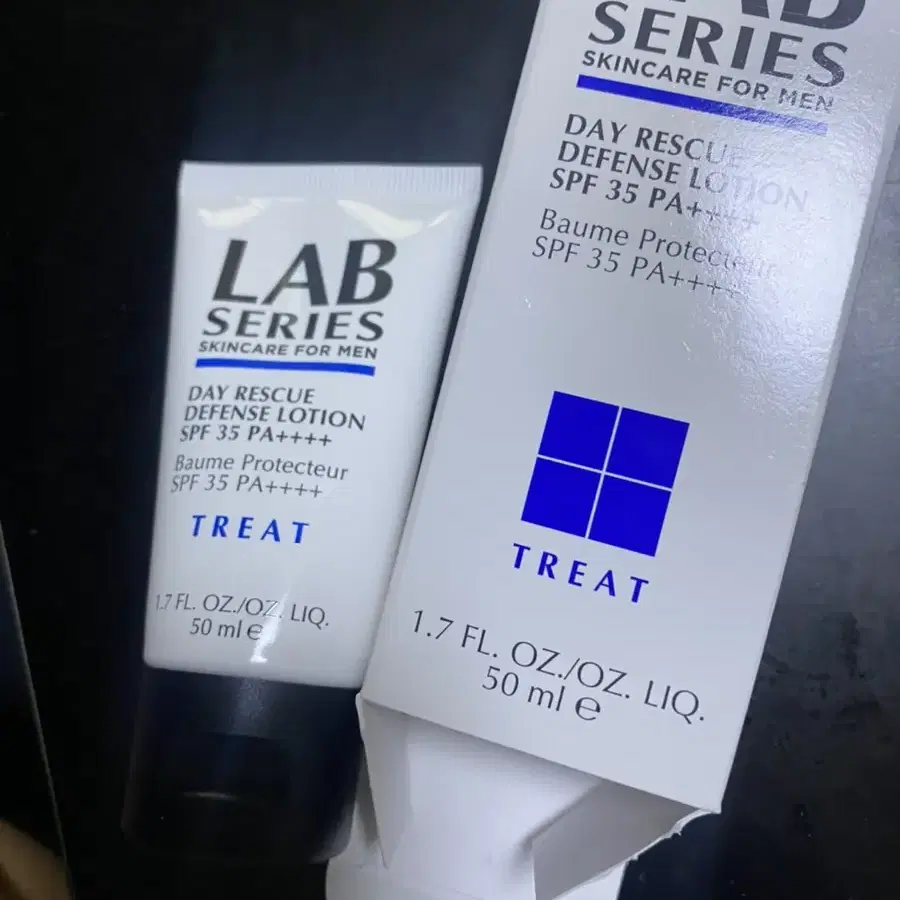 LAB
SERIES
SKINCARE FOR MEN
DAY RESCUE
DEFENSE LOTION
SPF 35 PA++++
Baume Protecteur
SPF 35 PA++++
TREAT
1.7 FL. OZ./OZ. LIQ.
50 ml ℮
LAB
SERIES
SKINCARE FOR MEN
DAY RESCUE
DEFENSE LOTION
SPF 35 PA++++
Baume Protecteur
SPF 35 PA++++
TREAT
1.7 FL. OZ./OZ. LIQ.
50 ml ℮